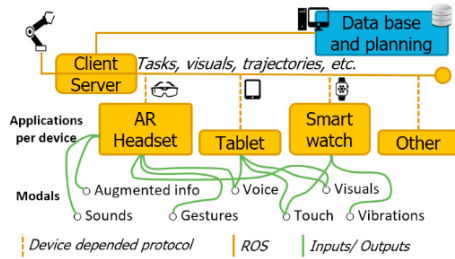 Data base
and planning
Client
Server
Tasks, visuals, trajectories, etc.
Applications
per device
AR
Headset
Tablet
Smart
watch
Other
Modals
Augmented info
Voice
Visuals
Sounds
Gestures
Touch
Vibrations
Device depended protocol
ROS
Inputs/ Outputs